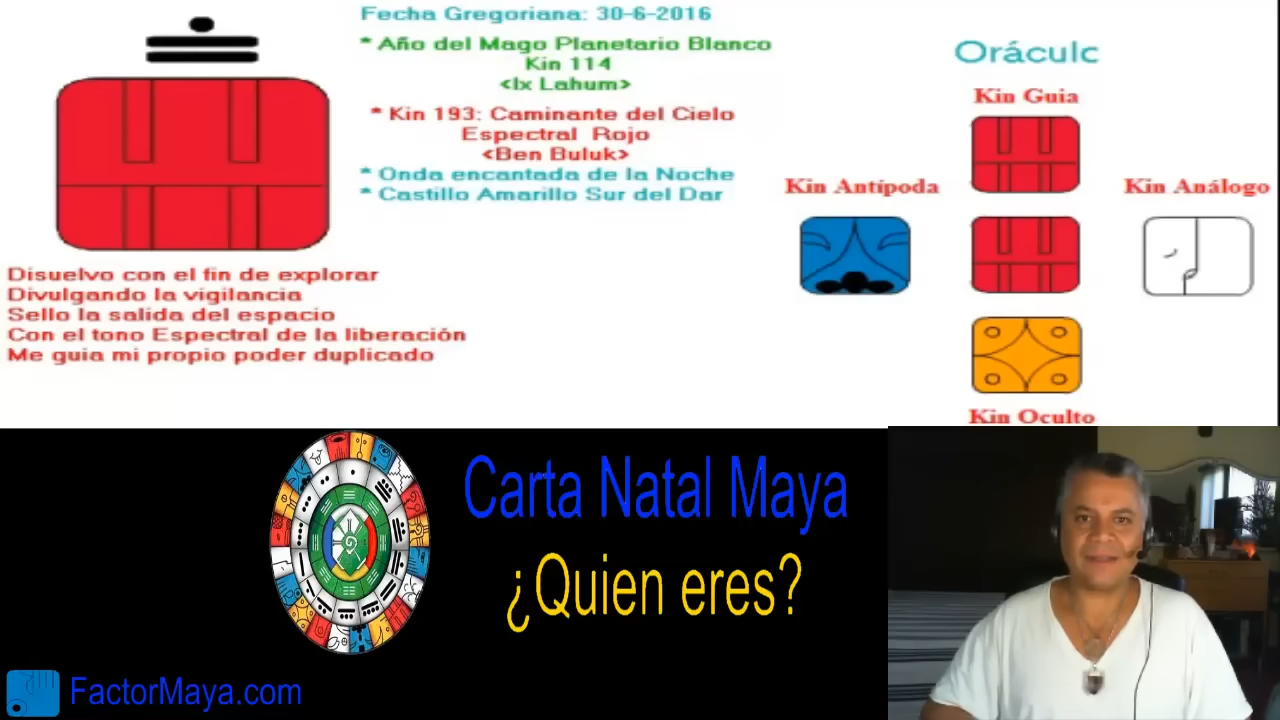 Fecha Gregoriana: 30-6-2016
* Año del Mago Planetario Blanco
Kin 114
<Ix Lahum>
* Kin 193: Caminante del Cielo
Espectral Rojo
<Ben Buluk>
* Onda encantada de la Noche
* Castillo Amarillo Sur del Dar
Disuelvo con el fin de explorar
Divulgando la vigilancia
Sello la salida del espacio
Con el tono Espectral de la liberación
Me guia mi propio poder duplicado
Oráculc
Kin Guia
Kin Antípoda
Kin Análogo
Kin Oculto
Carta Natal Maya
¿Quien eres?
FactorMaya.com